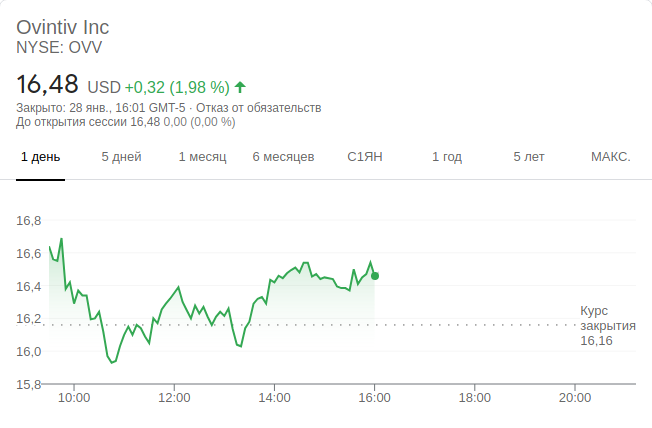 Ovintiv Inc
NYSE: OVV
16,48 USD +0,32 (1,98 %)
Закрыто: 28 янв., 16:01 GMT-5 · Отказ от обязательств
До открытия сессии 16,48 0,00 (0,00 %)
1 день 5 дней 1 месяц 6 месяцев С1ЯН 1 год 5 лет МАКС.
16,8
16,6
16,4
16,2
16,0
15,8
Курс
закрытия
16,16
10:00 12:00 14:00 16:00 18:00 20:00